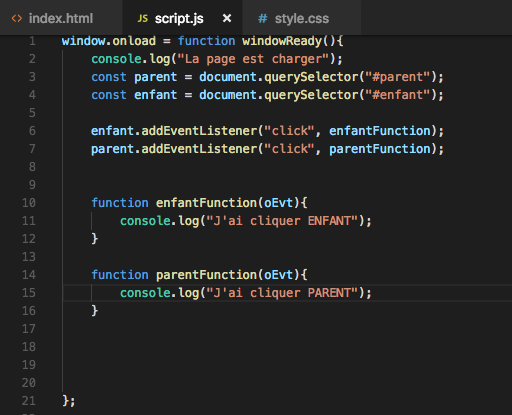 <> index.html JS script.js × # style.css
1 window.onload = function windowReady(){
2 console.log("La page est charger");
3 const parent = document.querySelector("#parent");
4 const enfant = document.querySelector("#enfant");
5
6 enfant.addEventListener("click", enfantFunction);
7 parent.addEventListener("click", parentFunction);
8
9
10 function enfantFunction(oEvt){
11 console.log("J'ai cliquer ENFANT");
12 }
13
14 function parentFunction(oEvt){
15 console.log("J'ai cliquer PARENT");
16 }
17
18
19
20
21 };